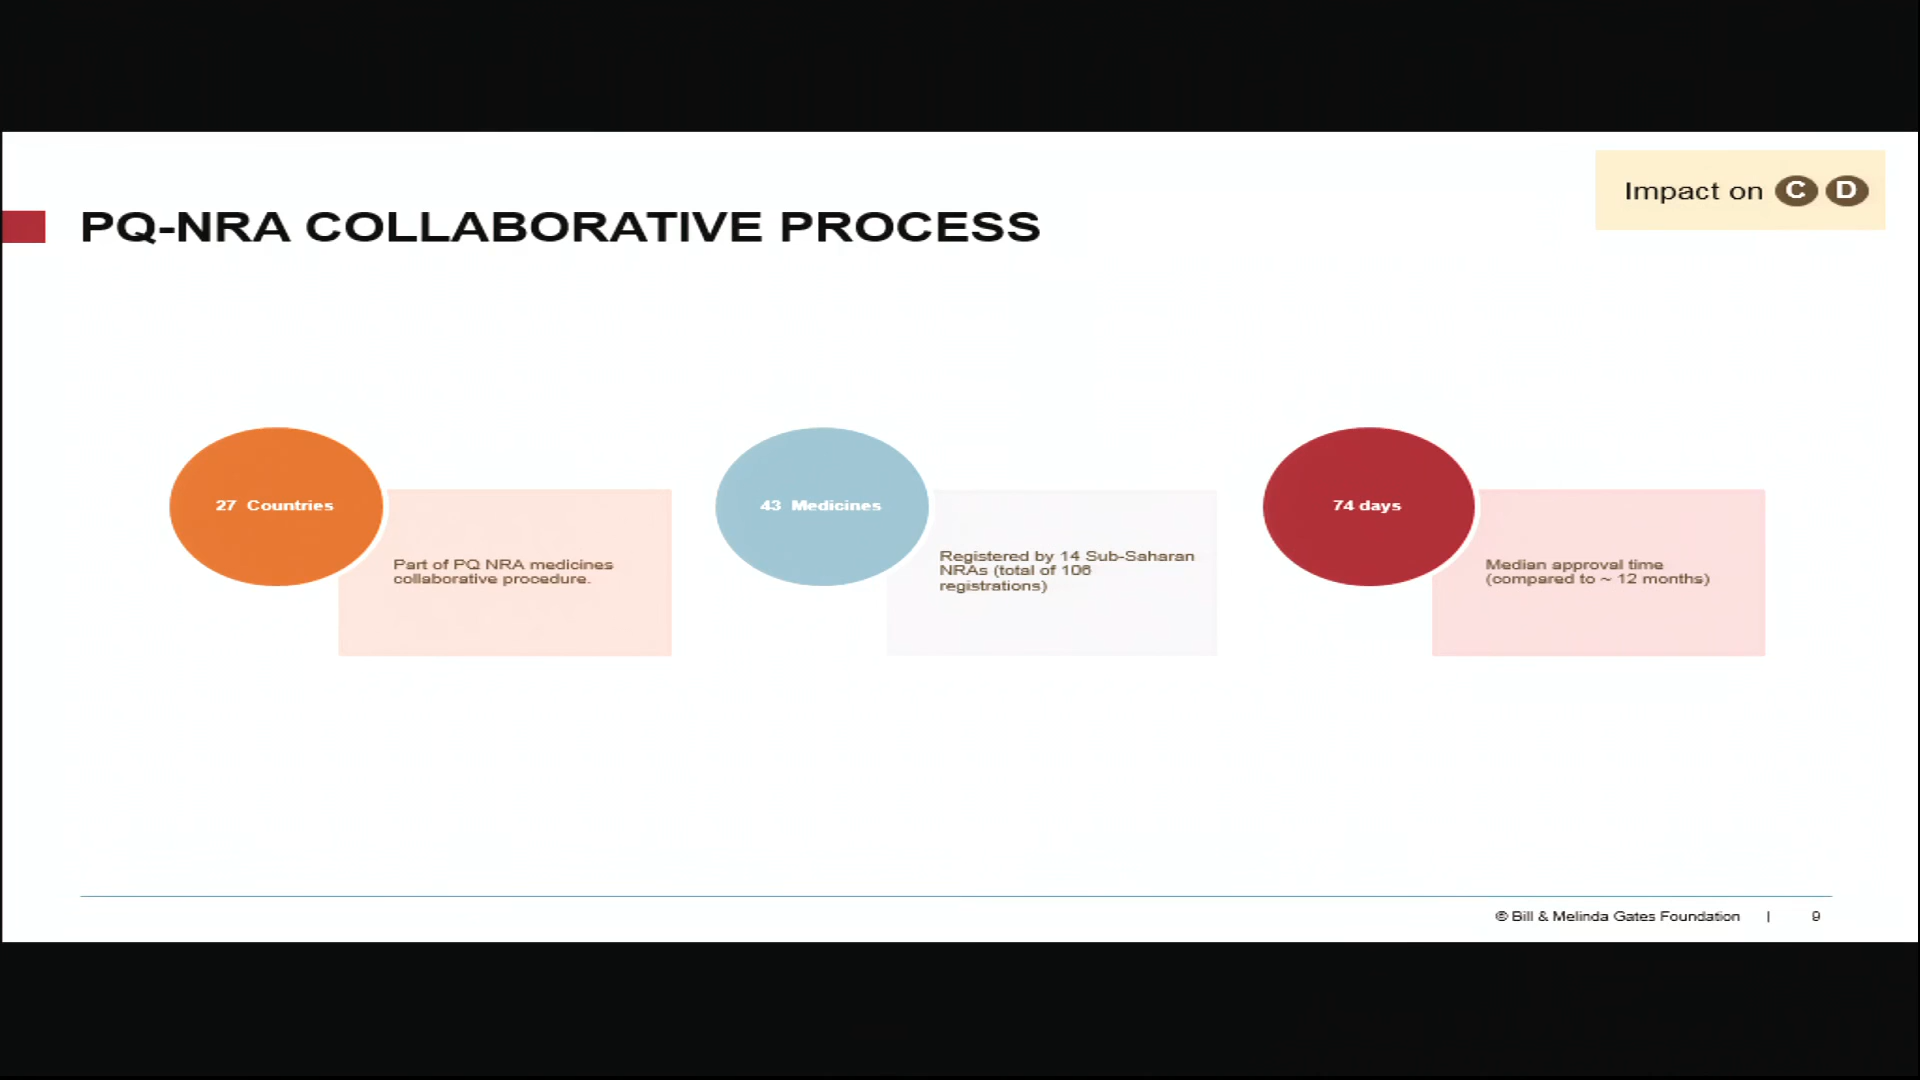 Impact on C D
PQ-NRA COLLABORATIVE PROCESS
27 Countries
Part of PQ NRA medicines
collaborative procedure.
43 Medicines
Registered by 14 Sub-Saharan
NRAs (total of 106
registrations)
74 days
Median approval time
(compared to ~ 12 months)
© Bill & Melinda Gates Foundation | 9